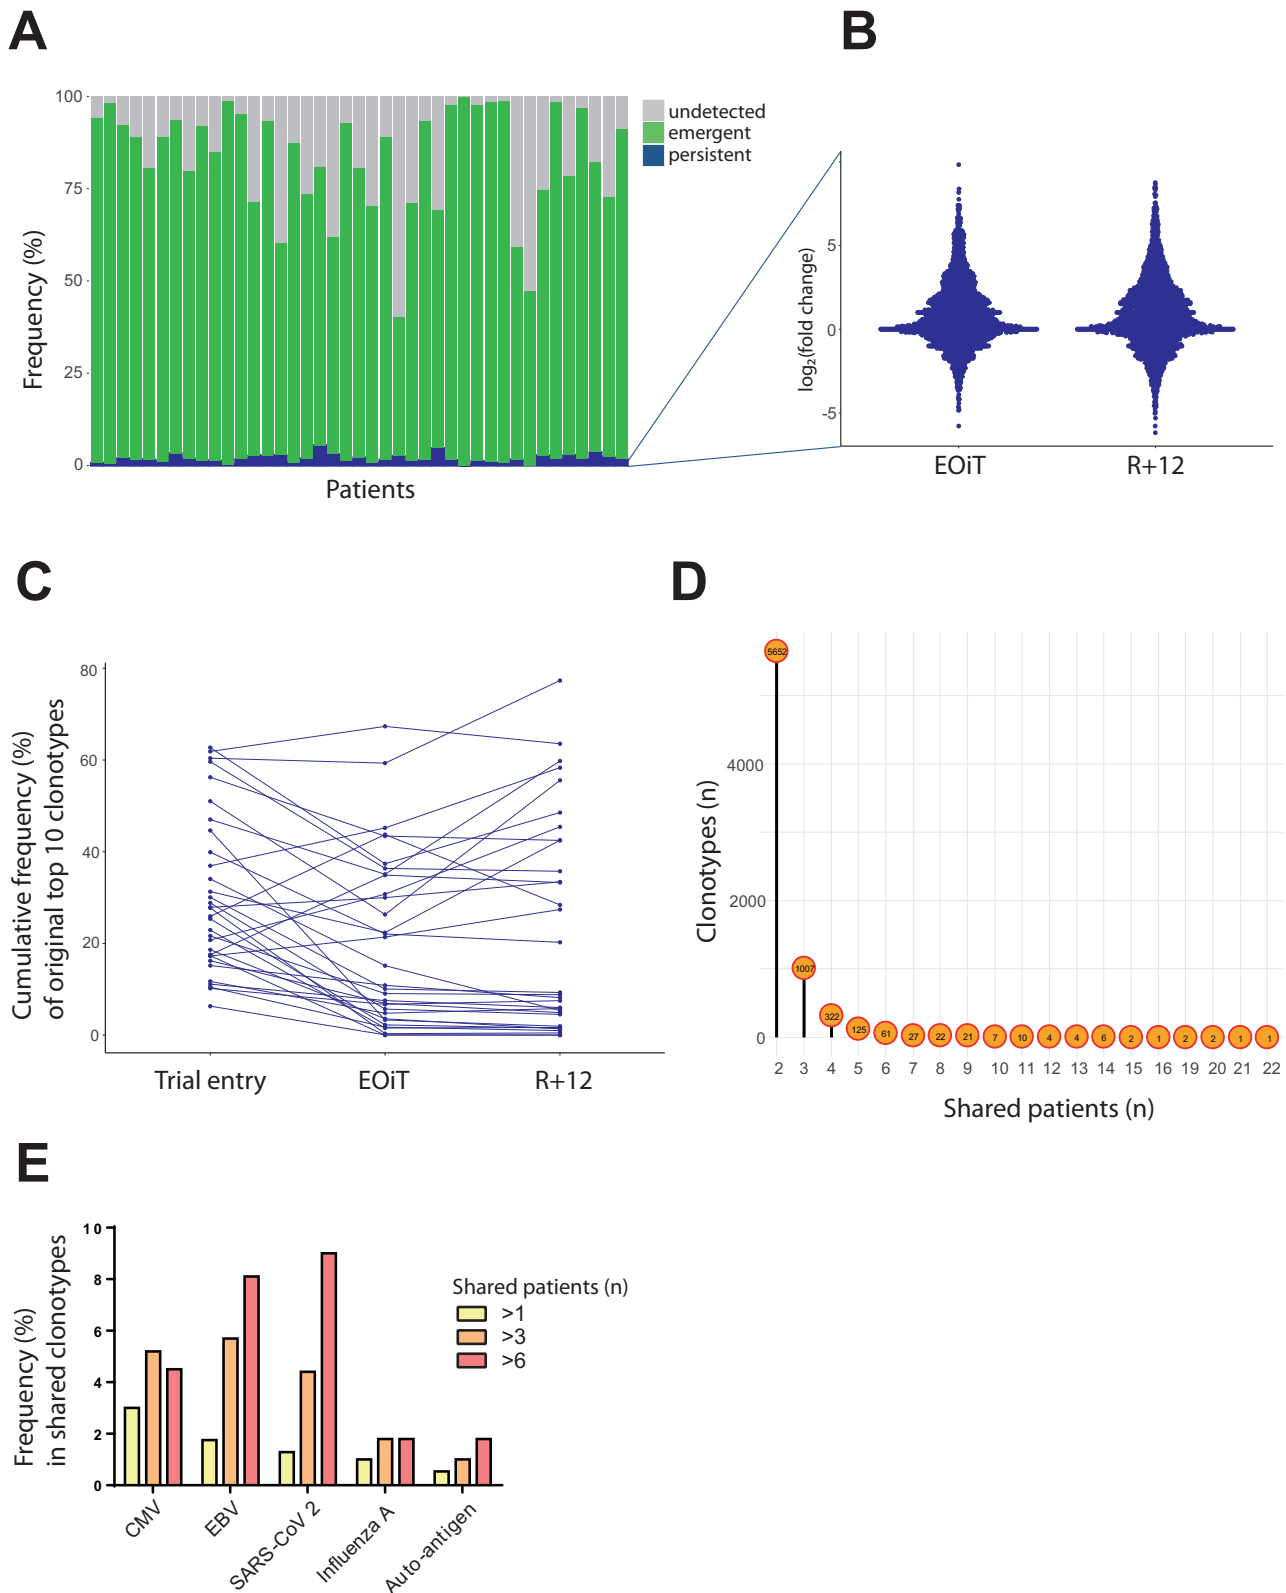 A
B
100
75
50
25
0
Frequency (%)
Patients
undetected
emergent
persistent
5
0
-5
log₂(fold change)
EOiT
R+12
C
D
80
60
40
20
0
Cumulative frequency (%)
of original top 10 clonotypes
Trial entry
EOiT
R+12
4000
2000
0
Clonotypes (n)
5652
1007
322
125
61
27
22
21
7
10
4
4
6
2
1
2
2
1
1
2 3 4 5 6 7 8 9 10 11 12 13 14 15 16 19 20 21 22
Shared patients (n)
E
10
8
6
4
2
0
Frequency (%)
in shared clonotypes
Shared patients (n)
>1
>3
>6
CMV
EBV
SARS-CoV 2
Influenza A
Auto-antigen